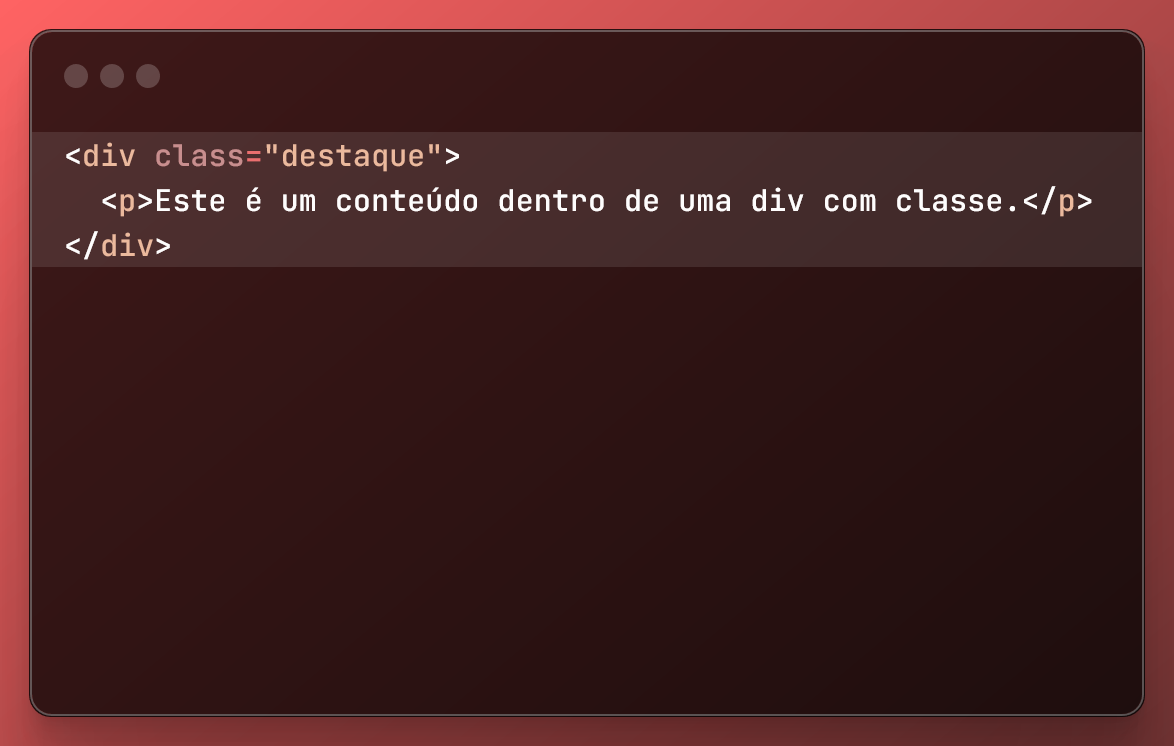 <div class="destaque">
  <p>Este é um conteúdo dentro de uma div com classe.</p>
</div>